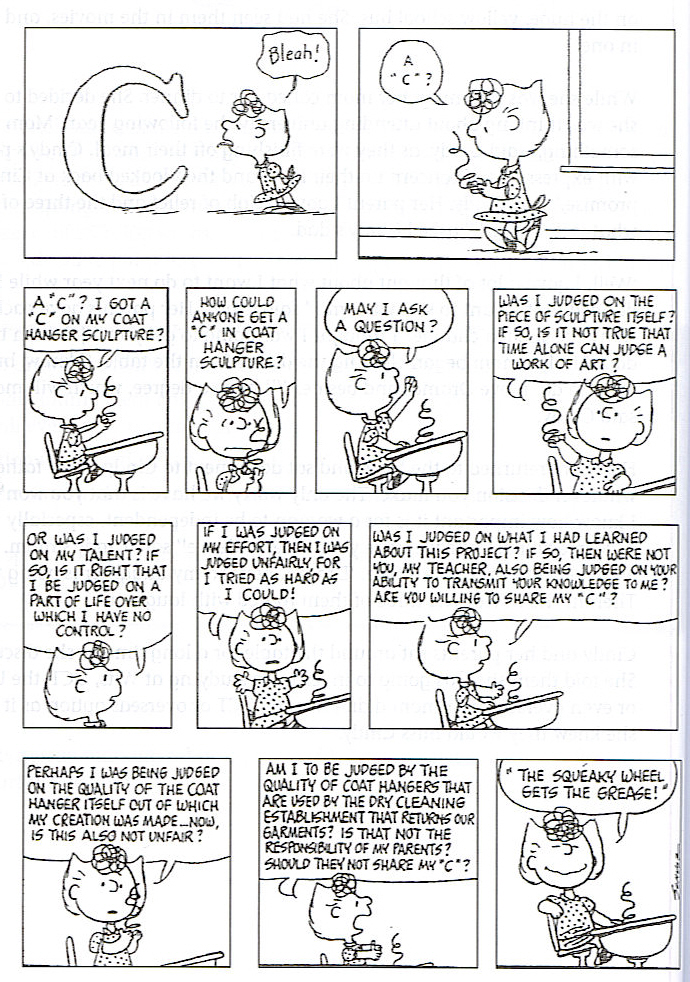 C
Bleah!
A
"C"?
A "C"? I GOT A
"C" ON MY COAT
HANGER SCULPTURE?
HOW COULD
ANYONE GET A
"C" IN COAT
HANGER
SCULPTURE?
MAY I ASK
A QUESTION?
WAS I JUDGED ON THE
PIECE OF SCULPTURE ITSELF?
IF SO, IS IT NOT TRUE THAT
TIME ALONE CAN JUDGE A
WORK OF ART?
OR WAS I JUDGED
ON MY TALENT? IF
SO, IS IT RIGHT THAT
I BE JUDGED ON A
PART OF LIFE OVER
WHICH I HAVE NO
CONTROL?
IF I WAS JUDGED ON
MY EFFORT, THEN I WAS
JUDGED UNFAIRLY, FOR
I TRIED AS HARD AS
I COULD!
WAS I JUDGED ON WHAT I HAD LEARNED
ABOUT THIS PROJECT? IF SO, THEN WERE NOT
YOU, MY TEACHER, ALSO BEING JUDGED ON YOUR
ABILITY TO TRANSMIT YOUR KNOWLEDGE TO ME?
ARE YOU WILLING TO SHARE MY "C"?
PERHAPS I WAS BEING JUDGED
ON THE QUALITY OF THE COAT
HANGER ITSELF OUT OF WHICH
MY CREATION WAS MADE...NOW,
IS THIS ALSO NOT UNFAIR?
AM I TO BE JUDGED BY THE
QUALITY OF COAT HANGERS THAT
ARE USED BY THE DRY CLEANING
ESTABLISHMENT THAT RETURNS OUR
GARMENTS? IS THAT NOT THE
RESPONSIBILITY OF MY PARENTS?
SHOULD THEY NOT SHARE MY "C"?
"THE SQUEAKY WHEEL
GETS THE GREASE!"